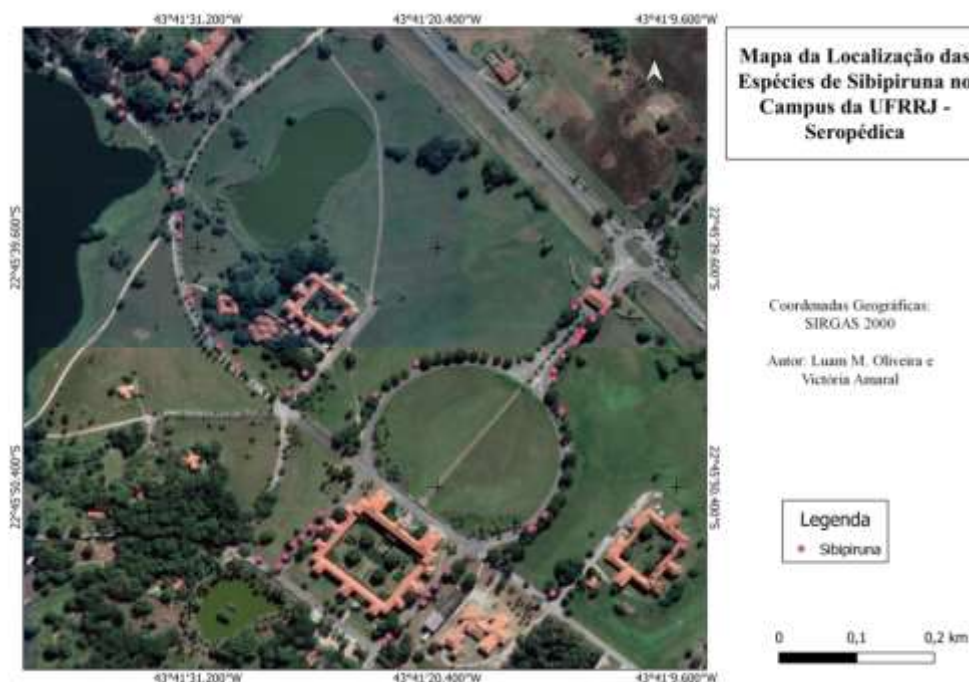 43°41'31.200"W 43°41'20.400"W 43°41'9.600"W
Mapa da Localização das
Espécies de Sibipiruna no
Campus da UFRRJ -
Seropédica
22°45'39.600"S
22°45'39.600"S
Coordenadas Geográficas:
SIRGAS 2000
Autor: Luam M. Oliveira e
Victória Amaral
22°45'50.400"S
22°45'50.400"S
Legenda
Sibipiruna
0 0,1 0,2 km
43°41'31.200"W 43°41'20.400"W 43°41'9.600"W